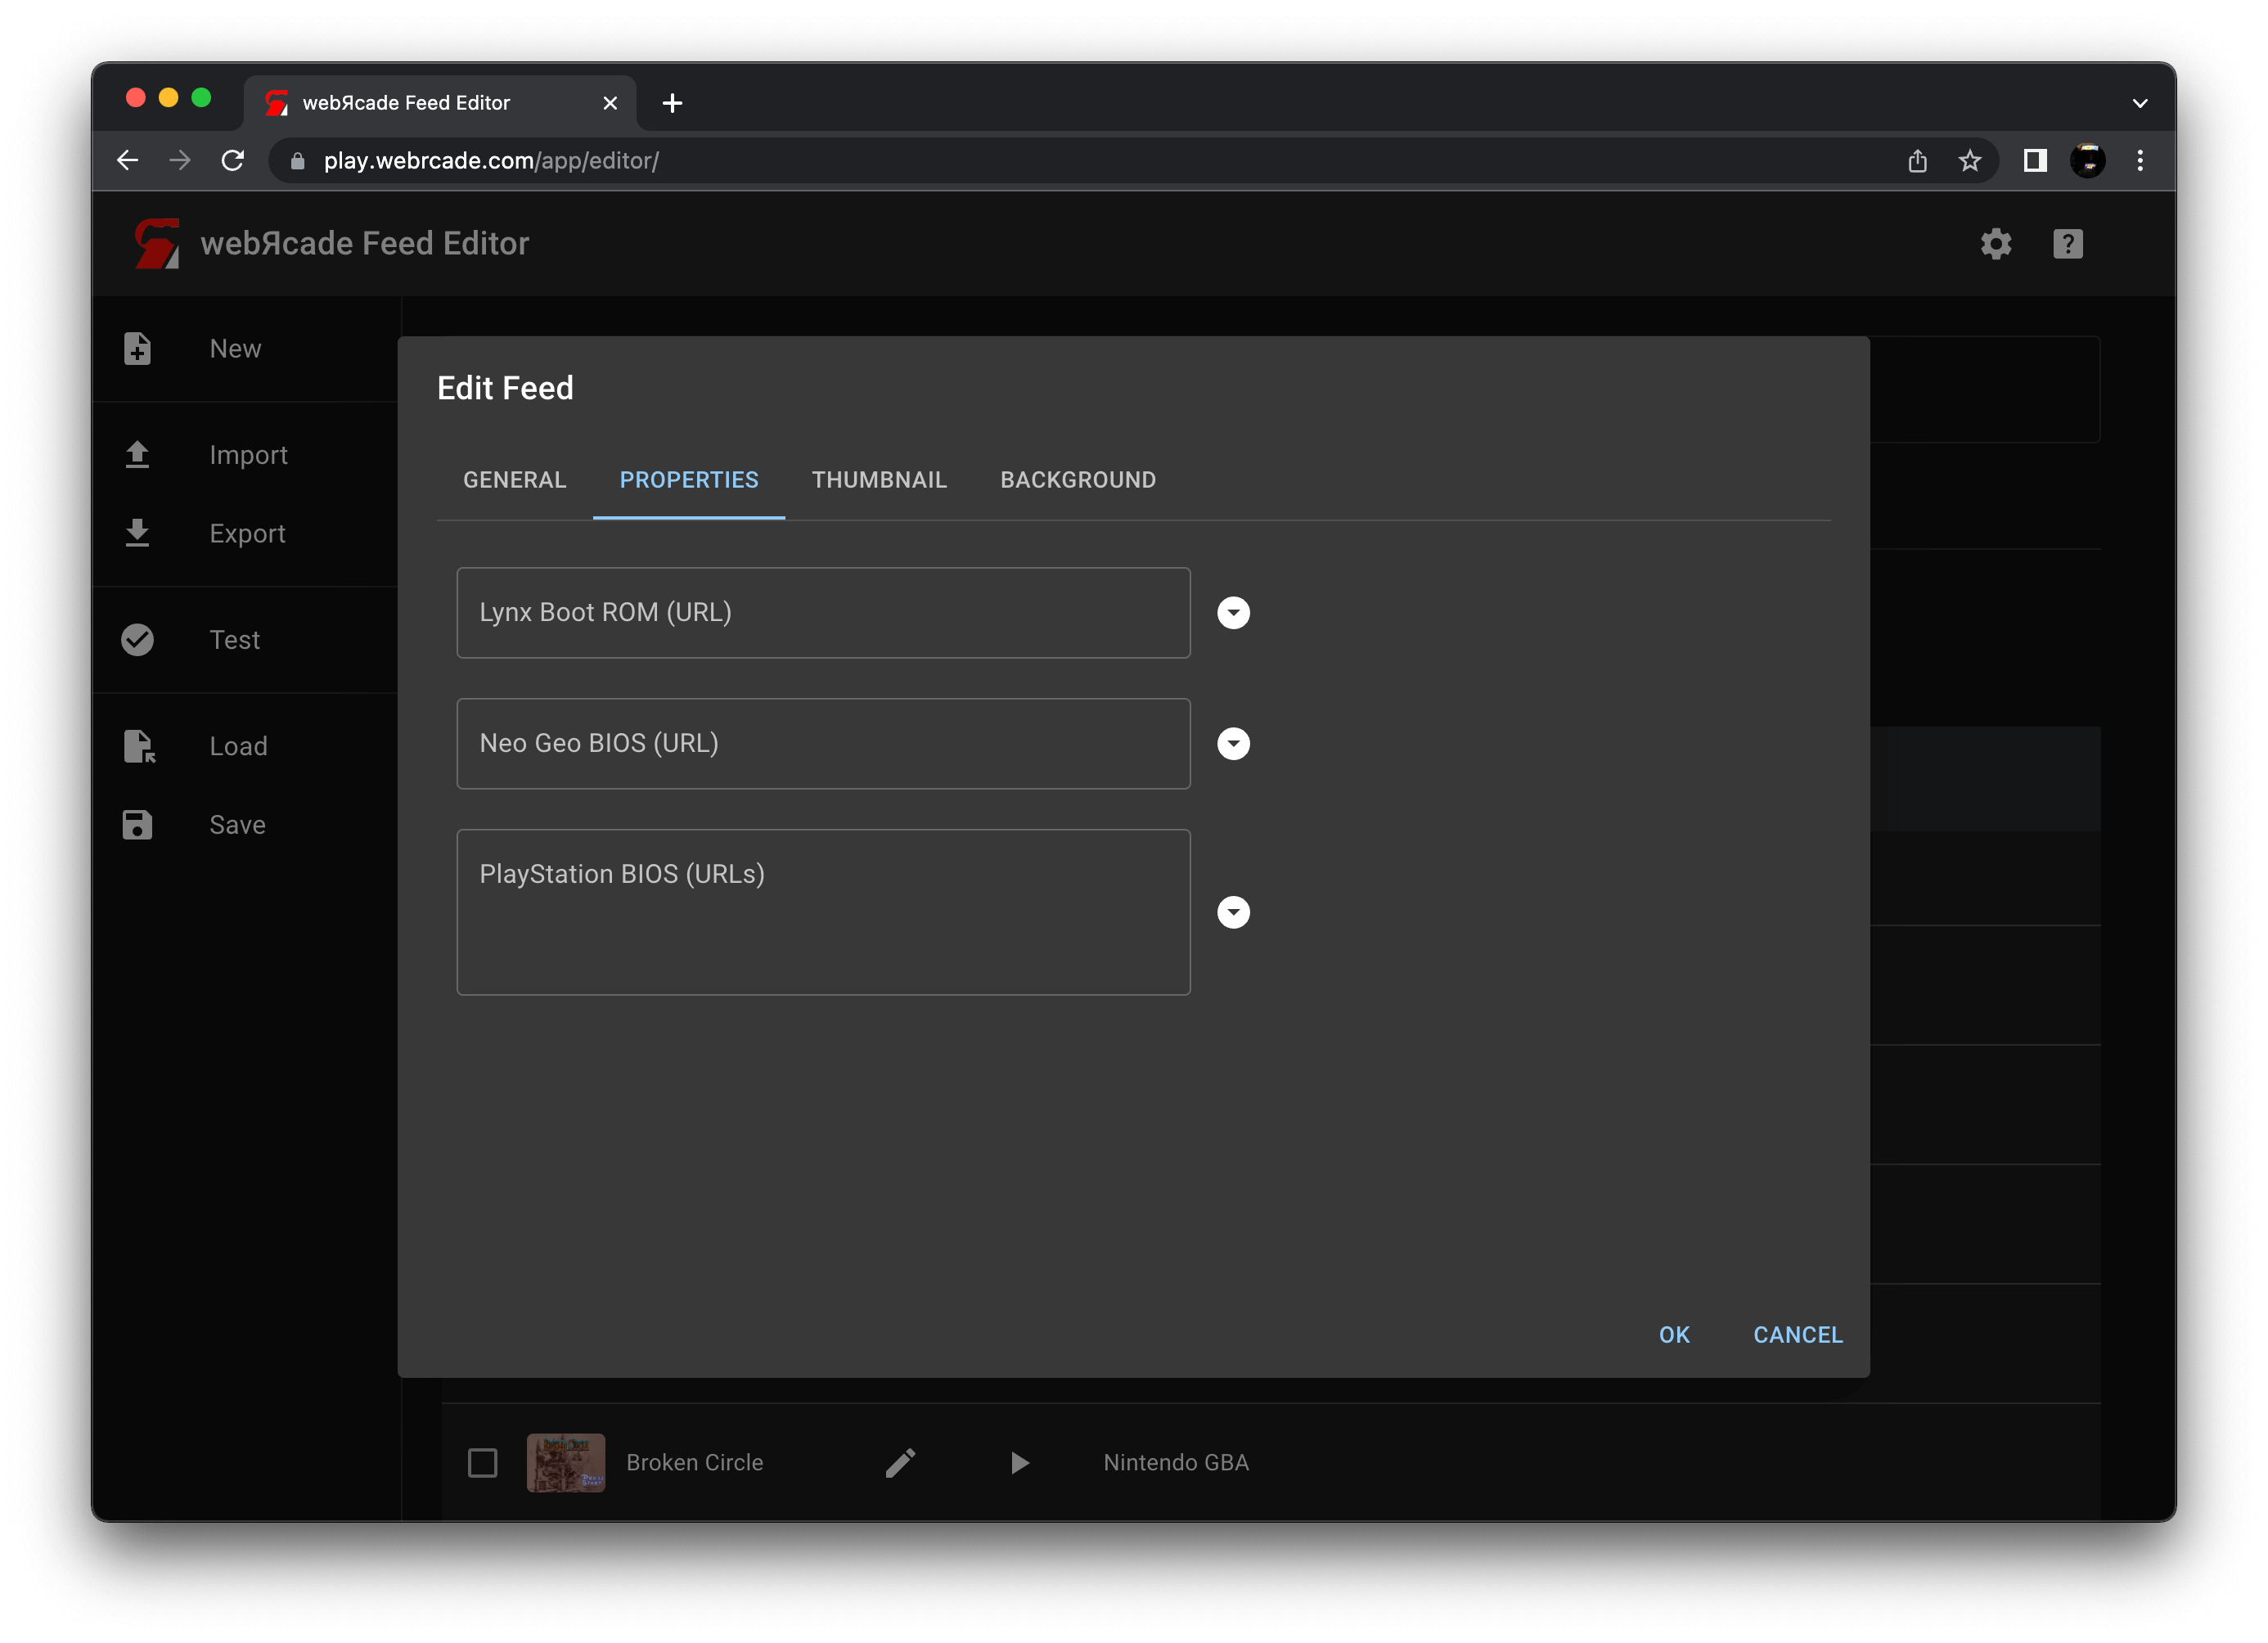 webЯcade Feed Editor
play.webrcade.com/app/editor/
webЯcade Feed Editor
New
Import
Export
Test
Load
Save
Edit Feed
GENERAL PROPERTIES THUMBNAIL BACKGROUND
Lynx Boot ROM (URL)
Neo Geo BIOS (URL)
PlayStation BIOS (URLs)
OK CANCEL
Broken Circle Nintendo GBA